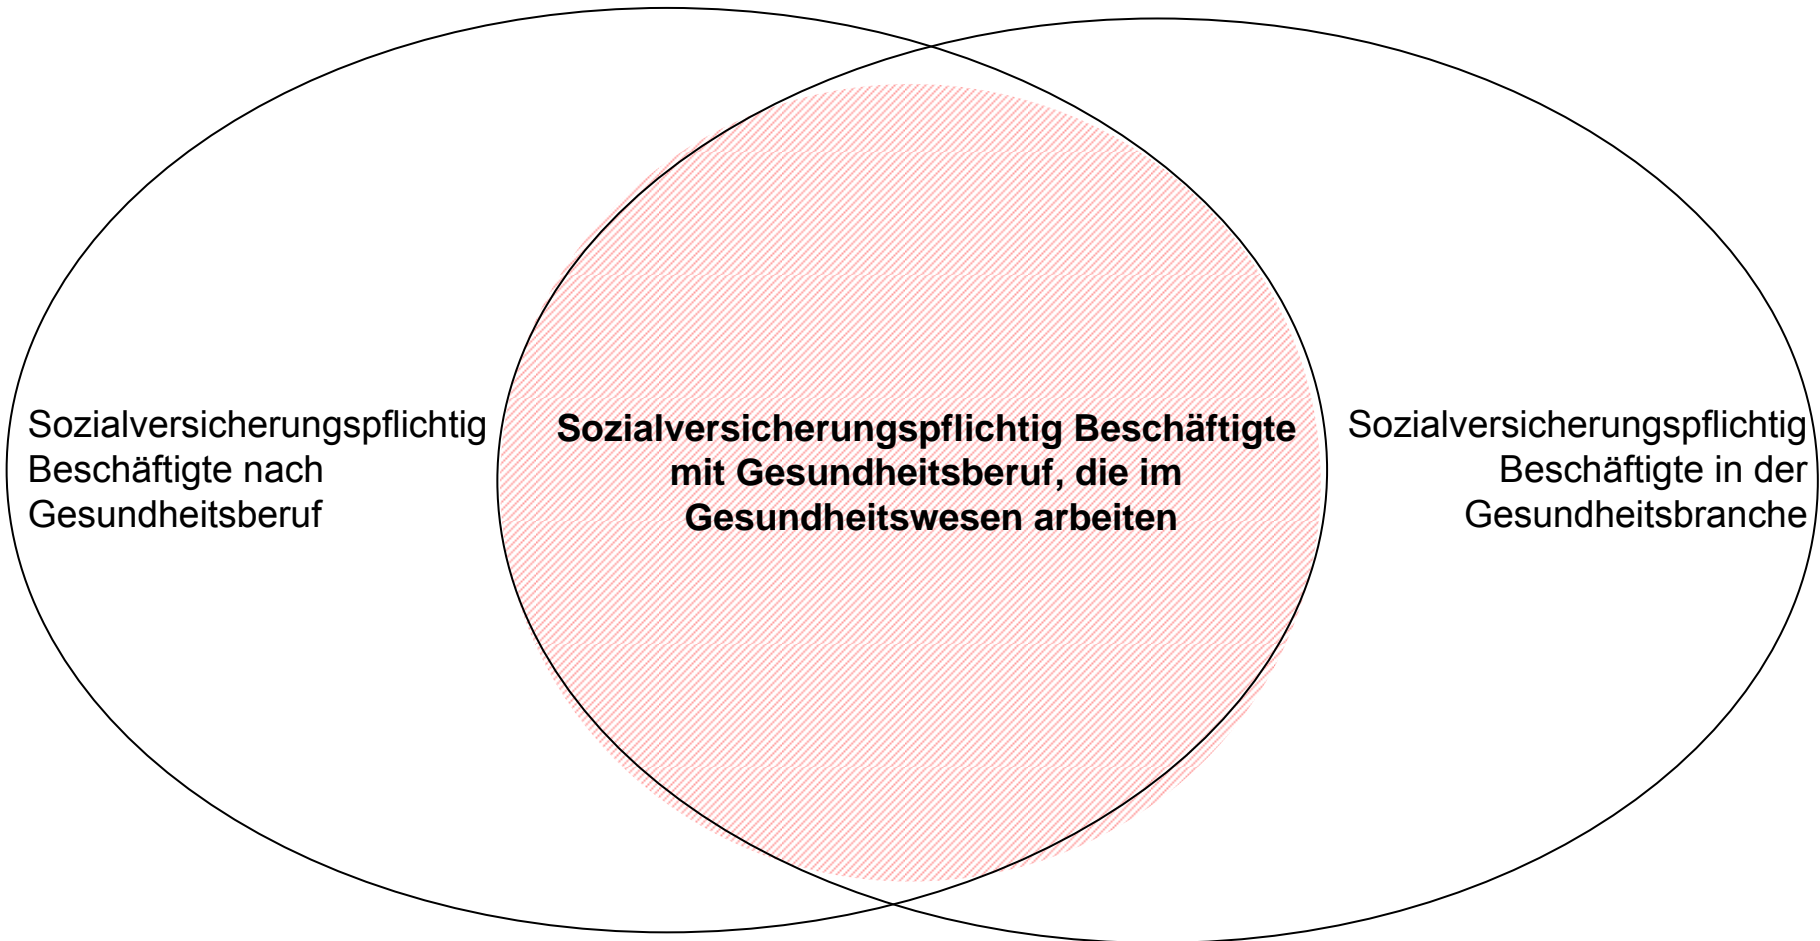 Sozialversicherungspflichtig
Beschäftigte nach
Gesundheitsberuf
Sozialversicherungspflichtig Beschäftigte
mit Gesundheitsberuf, die im
Gesundheitswesen arbeiten
Sozialversicherungspflichtig
Beschäftigte in der
Gesundheitsbranche